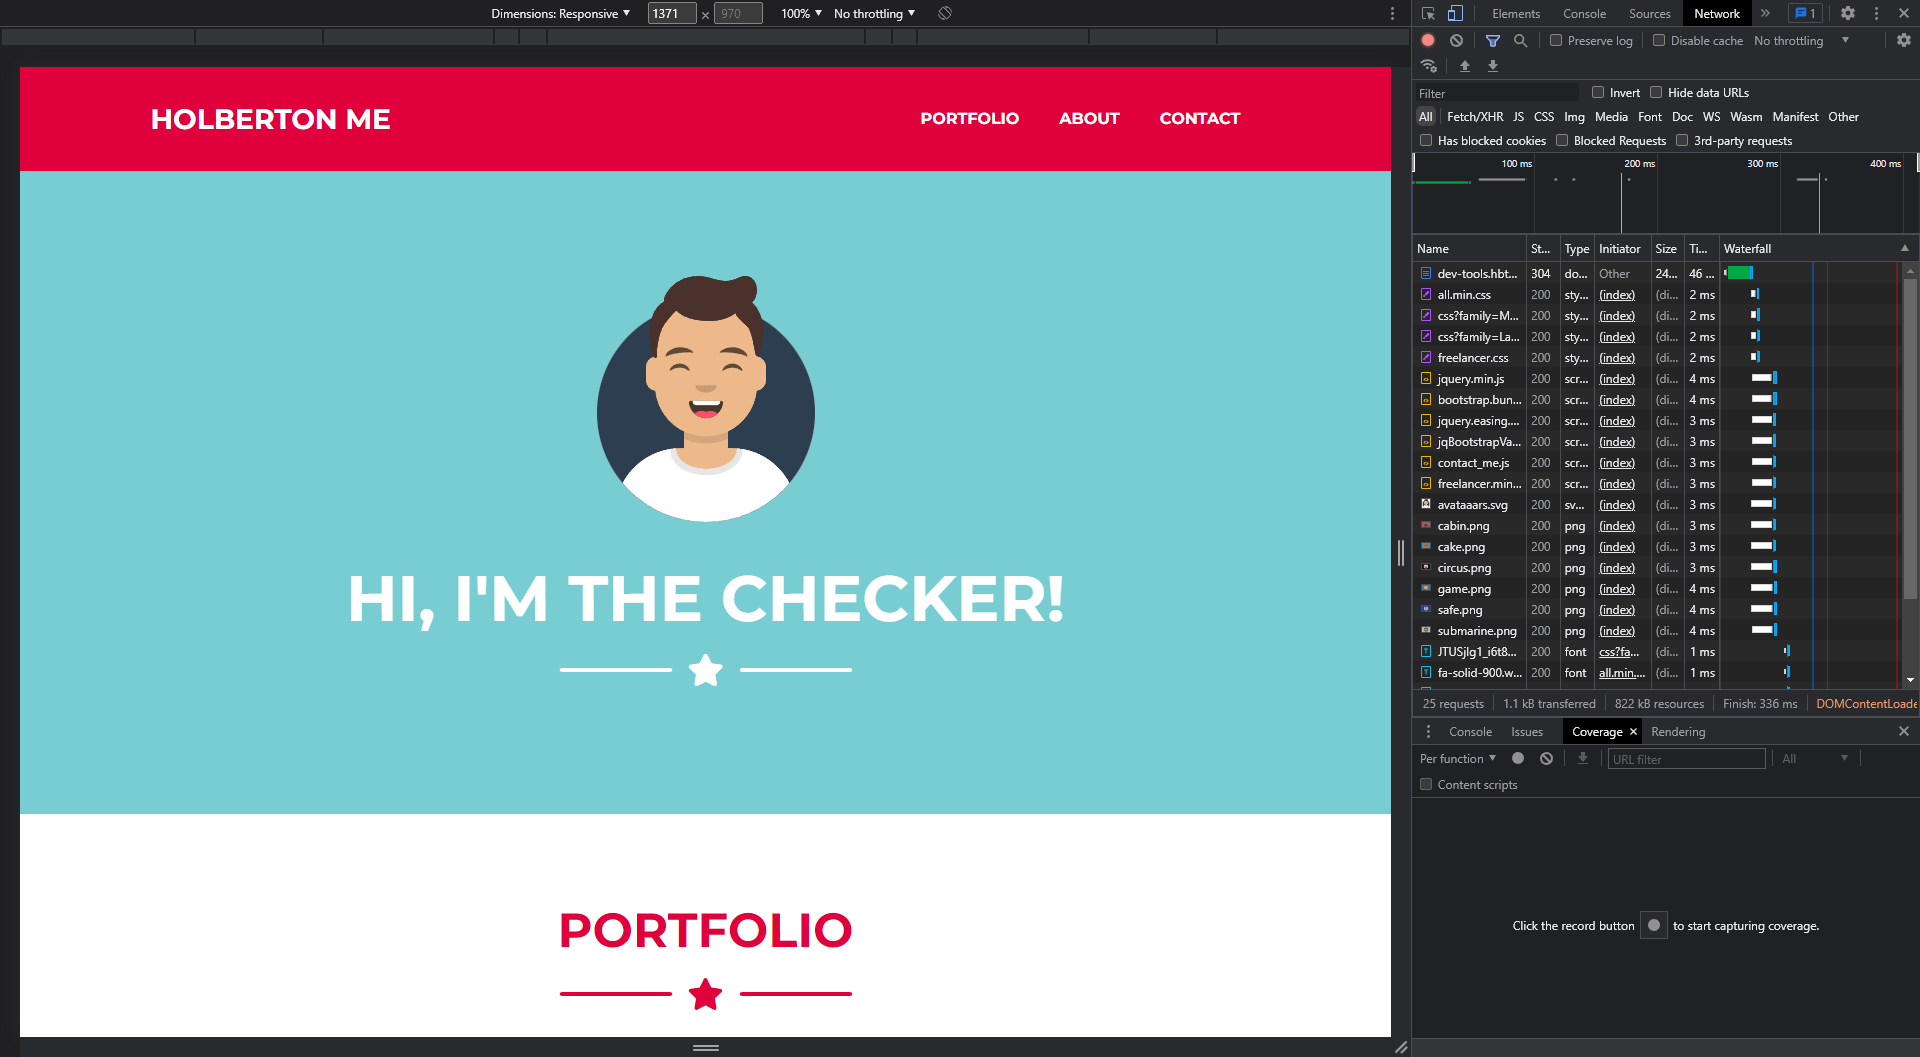 Dimensions: Responsive ▼ 1371 × 970 100% ▼ No throttling ▼
HOLBERTON ME
PORTFOLIO ABOUT CONTACT
HI, I'M THE CHECKER!
PORTFOLIO
Elements Console Sources Network » 1
Preserve log Disable cache No throttling ▼
Filter Invert Hide data URLs
All Fetch/XHR JS CSS Img Media Font Doc WS Wasm Manifest Other
Has blocked cookies Blocked Requests 3rd-party requests
100 ms 200 ms 300 ms 400 ms
Name St... Type Initiator Size Ti... Waterfall
dev-tools.hbt... 304 do... Other 24... 46 ...
all.min.css 200 sty... (index) (di... 2 ms
css?family=M... 200 sty... (index) (di... 2 ms
css?family=La... 200 sty... (index) (di... 2 ms
freelancer.css 200 sty... (index) (di... 2 ms
jquery.min.js 200 scr... (index) (di... 4 ms
bootstrap.bun... 200 scr... (index) (di... 4 ms
jquery.easing.... 200 scr... (index) (di... 3 ms
jqBootstrapVa... 200 scr... (index) (di... 3 ms
contact_me.js 200 scr... (index) (di... 3 ms
freelancer.min... 200 scr... (index) (di... 3 ms
avataaars.svg 200 sv... (index) (di... 3 ms
cabin.png 200 png (index) (di... 3 ms
cake.png 200 png (index) (di... 3 ms
circus.png 200 png (index) (di... 3 ms
game.png 200 png (index) (di... 4 ms
safe.png 200 png (index) (di... 4 ms
submarine.png 200 png (index) (di... 4 ms
JTUSjIg1_i6t8... 200 font css?fa... (di... 1 ms
fa-solid-900.w... 200 font all.min.... (di... 1 ms
25 requests 1.1 kB transferred 822 kB resources Finish: 336 ms DOMContentLoade
Console Issues Coverage × Rendering
Per function ▼ URL filter All ▼
Content scripts
Click the record button to start capturing coverage.